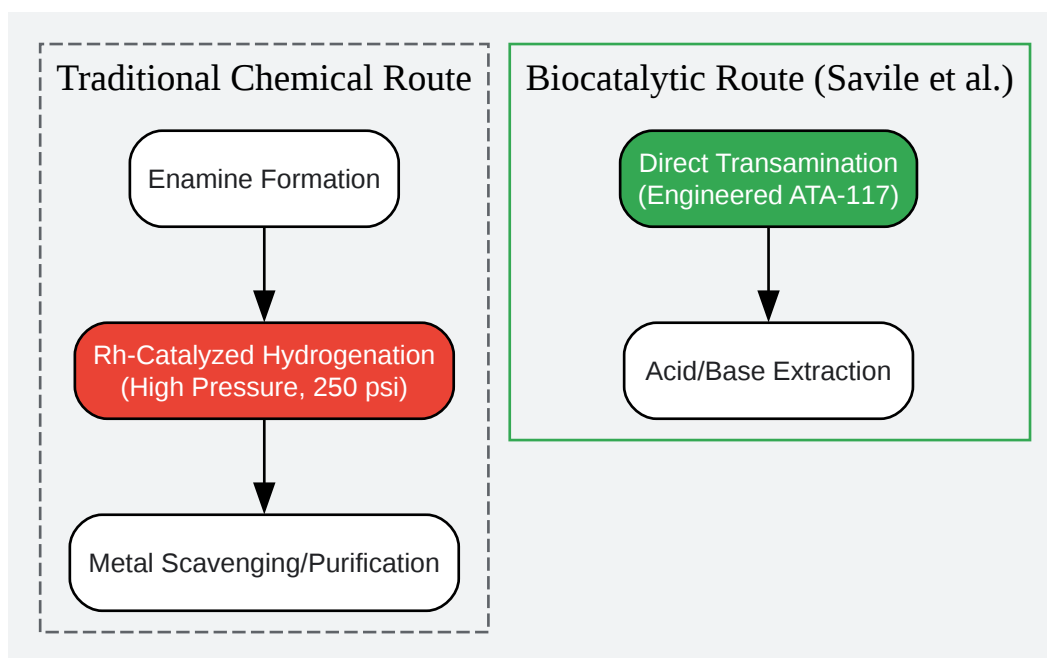 Traditional Chemical Route
Enamine Formation
Rh-Catalyzed Hydrogenation
(High Pressure, 250 psi)
Metal Scavenging/Purification
Biocatalytic Route (Savile et al.)
Direct Transamination
(Engineered ATA-117)
Acid/Base Extraction